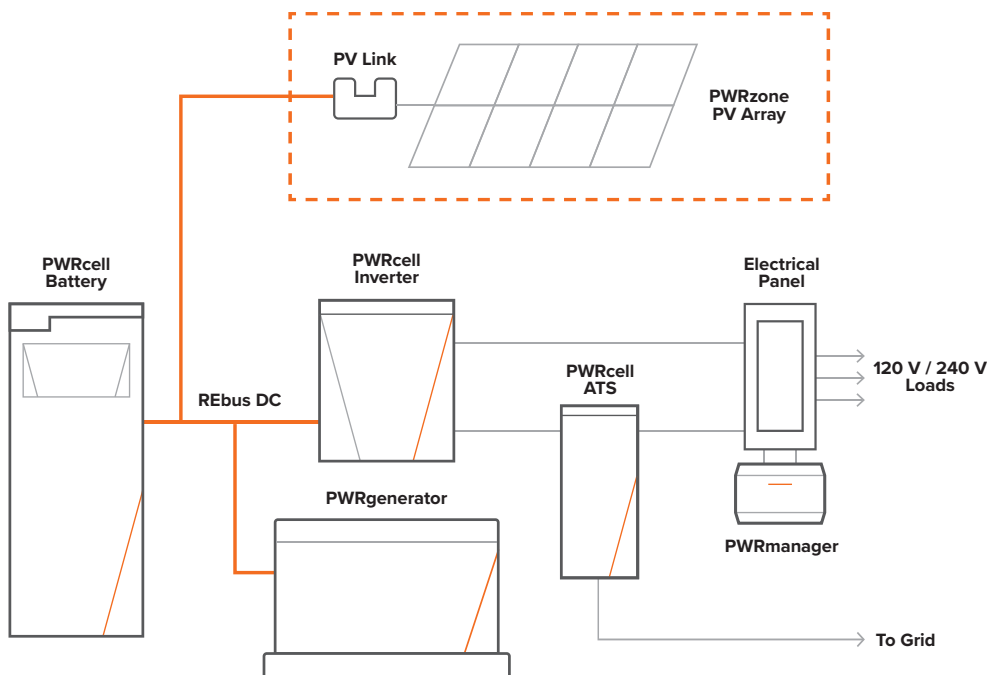 PV Link
PWRzone
PV Array
PWRcell
Battery
PWRcell
Inverter
Electrical
Panel
PWRcell
ATS
120 V / 240 V
Loads
REbus DC
PWRgenerator
PWRmanager
To Grid